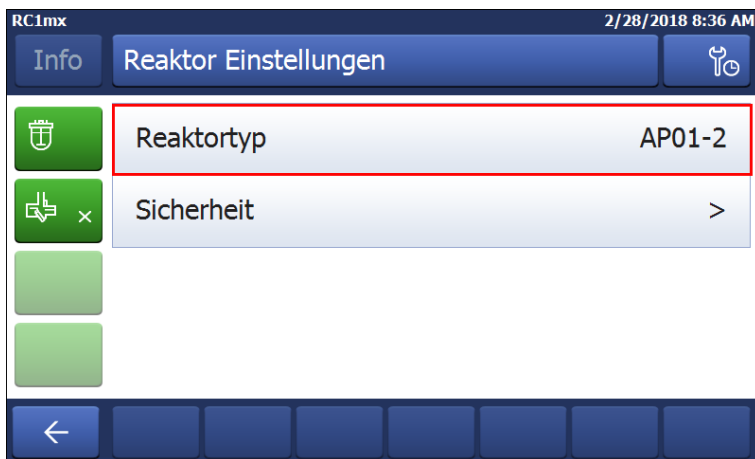 RC1mx 2/28/2018 8:36 AM
Info Reaktor Einstellungen
Reaktortyp AP01-2
Sicherheit >